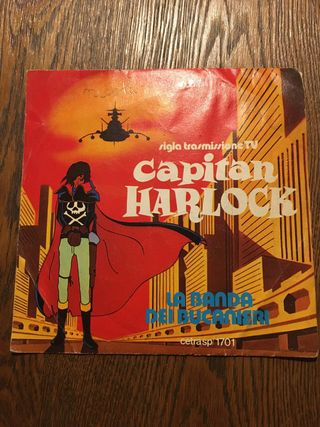 sigla trasmissione TV
capitan
HARLOCK
LA BANDA
DEI BUCANIERI
cetra sp 1701